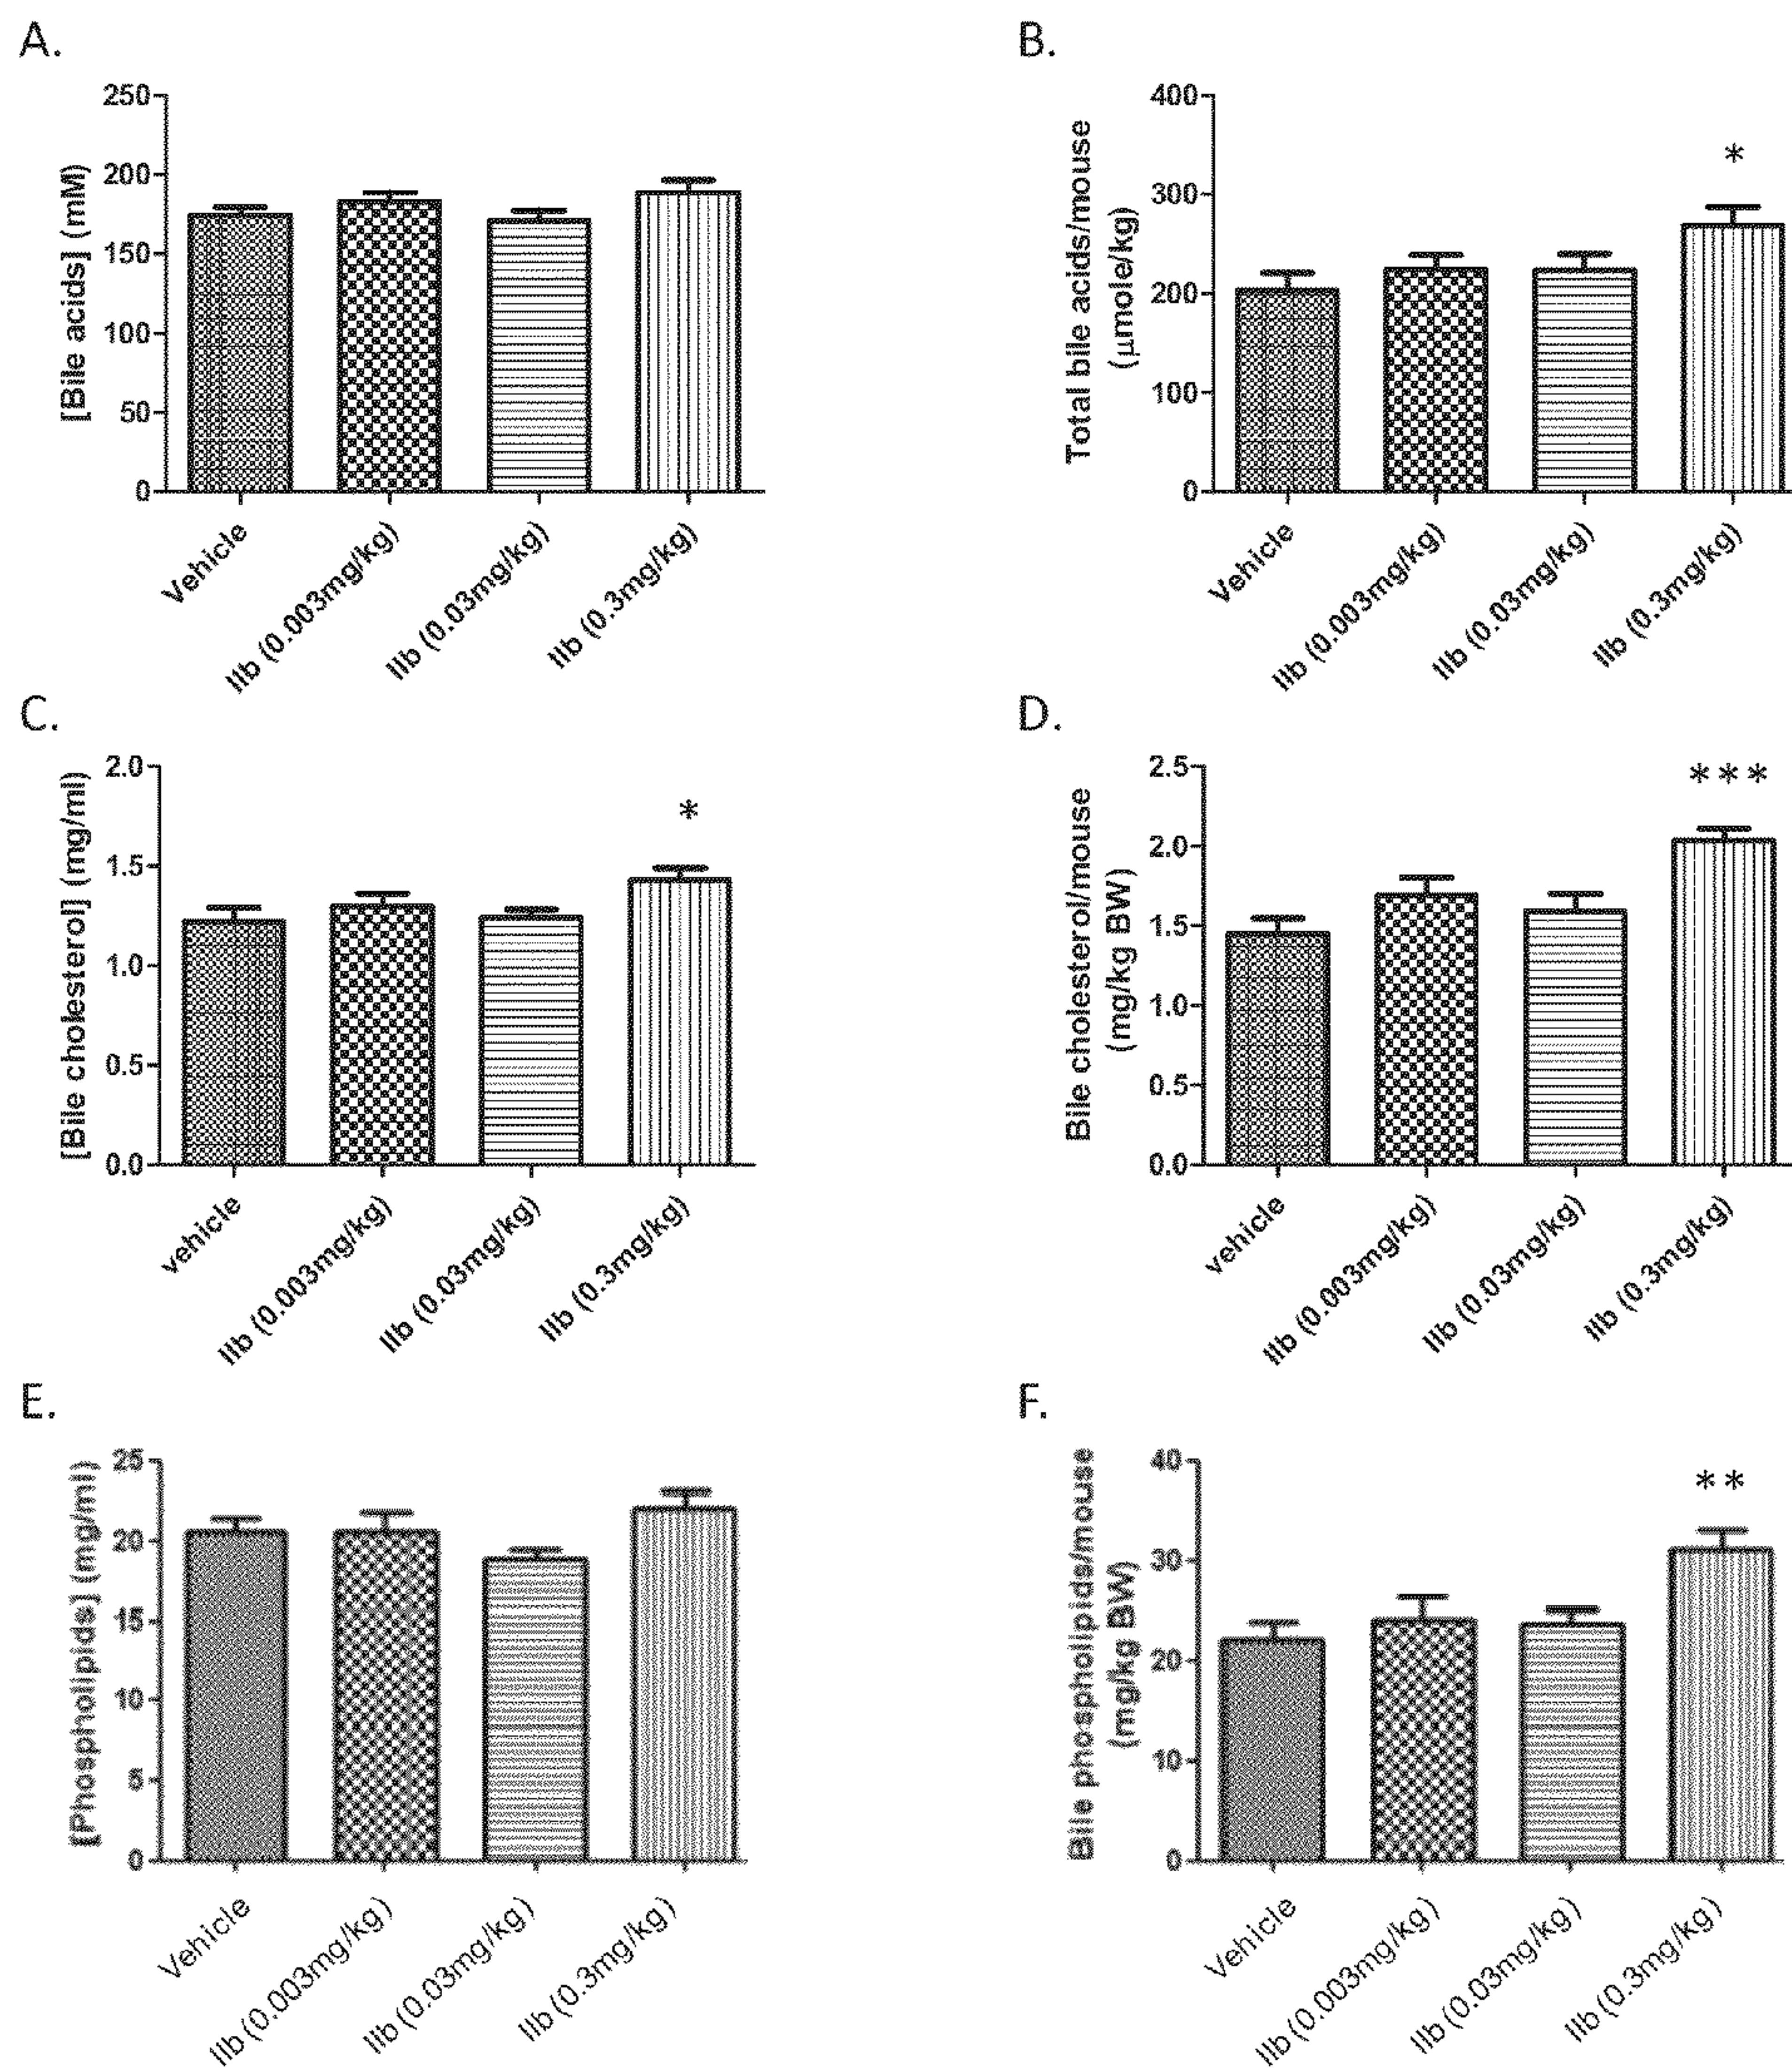 A.
[Bile acids] (mM)
250
200
150
100
50
0
Vehicle
IIb (0.003mg/kg)
IIb (0.03mg/kg)
IIb (0.3mg/kg)
B.
Total bile acids/mouse
(μmole/kg)
400
300
200
100
0
*
Vehicle
IIb (0.003mg/kg)
IIb (0.03mg/kg)
IIb (0.3mg/kg)
C.
[Bile cholesterol] (mg/ml)
2.0
1.5
1.0
0.5
0.0
*
vehicle
IIb (0.003mg/kg)
IIb (0.03mg/kg)
IIb (0.3mg/kg)
D.
Bile cholesterol/mouse
(mg/kg BW)
2.5
2.0
1.5
1.0
0.5
0.0
***
vehicle
IIb (0.003mg/kg)
IIb (0.03mg/kg)
IIb (0.3mg/kg)
E.
[Phospholipids] (mg/ml)
25
20
15
10
5
0
Vehicle
IIb (0.003mg/kg)
IIb (0.03mg/kg)
IIb (0.3mg/kg)
F.
Bile phospholipids/mouse
(mg/kg BW)
40
30
20
10
0
**
Vehicle
IIb (0.003mg/kg)
IIb (0.03mg/kg)
IIb (0.3mg/kg)